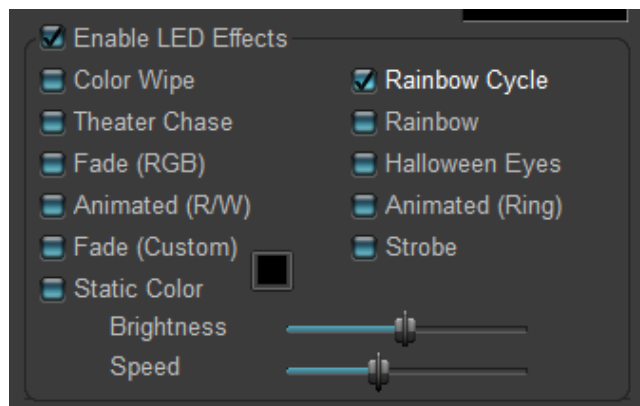 Enable LED Effects
Color Wipe
Rainbow Cycle
Theater Chase
Rainbow
Fade (RGB)
Halloween Eyes
Animated (R/W)
Animated (Ring)
Fade (Custom)
Strobe
Static Color
Brightness
Speed